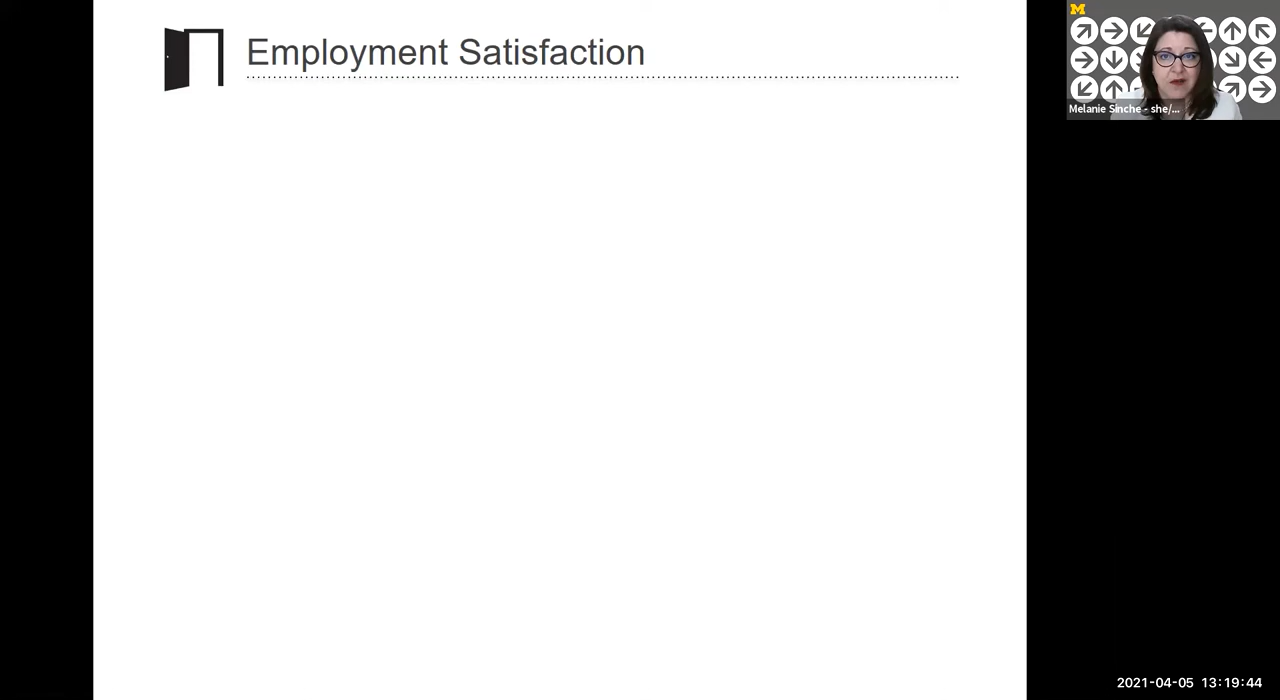 Employment Satisfaction
M
Melanie Sinche - she/...
2021-04-05 13:19:44